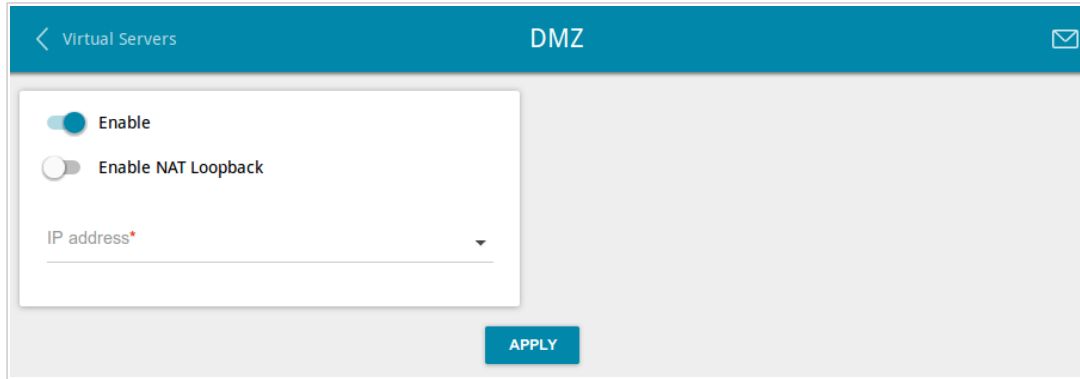 Virtual Servers
DMZ
Enable
Enable NAT Loopback
IP address*
APPLY